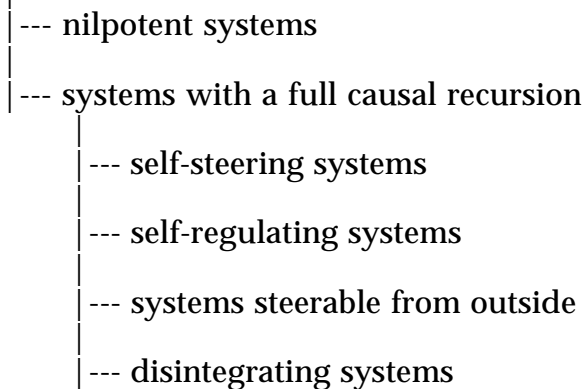 |--- nilpotent systems
|
|--- systems with a full causal recursion
|
|--- self-steering systems
|
|--- self-regulating systems
|
|--- systems steerable from outside
|
|--- disintegrating systems